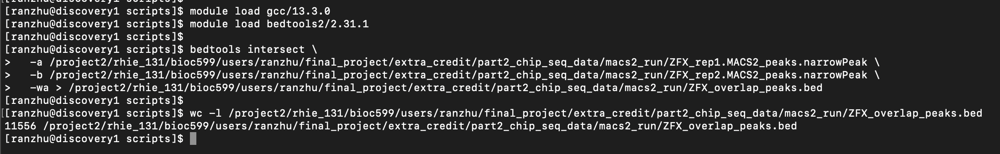 [ranzhu@discovery1 scripts]$
[ranzhu@discovery1 scripts]$ module load gcc/13.3.0
[ranzhu@discovery1 scripts]$ module load bedtools2/2.31.1
[ranzhu@discovery1 scripts]$
[ranzhu@discovery1 scripts]$ bedtools intersect \
>   -a /project2/rhie_131/bioc599/users/ranzhu/final_project/extra_credit/part2_chip_seq_data/macs2_run/ZFX_rep1.MACS2_peaks.narrowPeak \
>   -b /project2/rhie_131/bioc599/users/ranzhu/final_project/extra_credit/part2_chip_seq_data/macs2_run/ZFX_rep2.MACS2_peaks.narrowPeak \
>   -wa > /project2/rhie_131/bioc599/users/ranzhu/final_project/extra_credit/part2_chip_seq_data/macs2_run/ZFX_overlap_peaks.bed
[ranzhu@discovery1 scripts]$
[[ranzhu@discovery1 scripts]$ wc -l /project2/rhie_131/bioc599/users/ranzhu/final_project/extra_credit/part2_chip_seq_data/macs2_run/ZFX_overlap_peaks.bed
11556 /project2/rhie_131/bioc599/users/ranzhu/final_project/extra_credit/part2_chip_seq_data/macs2_run/ZFX_overlap_peaks.bed
[ranzhu@discovery1 scripts]$